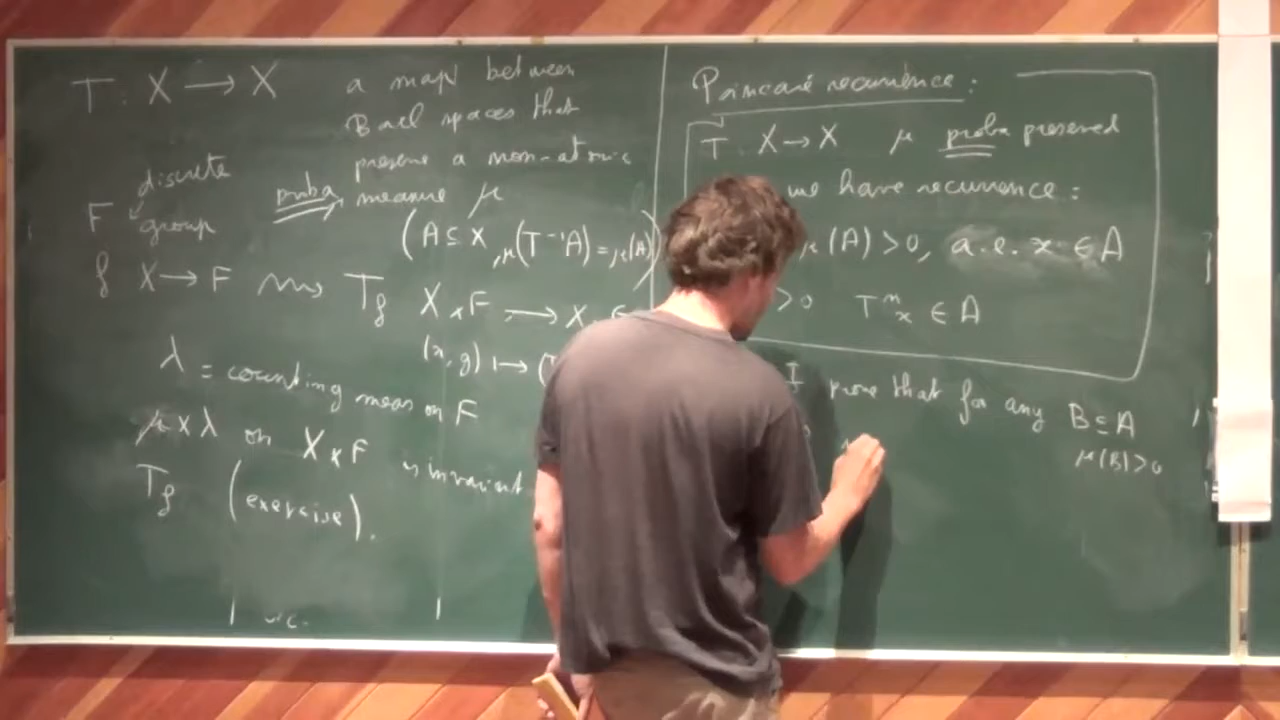 T : X → X a map between
Borel spaces that
preserve a non-atomic
proba measure μ
(A ⊆ X, μ(T⁻¹A) = μ(A))
discrete
F group
f X → F ⇝ T_f X × F → X ×
(x, g) ↦ (
λ = counting meas on F
μ × λ on X × F is invariant
T_f (exercise).
Poincaré recurrence :
T : X → X μ proba preserved
we have recurrence :
μ(A) > 0, a.e. x ∈ A
> 0 Tⁿx ∈ A
I prove that for any B ⊆ A
μ(B) > 0